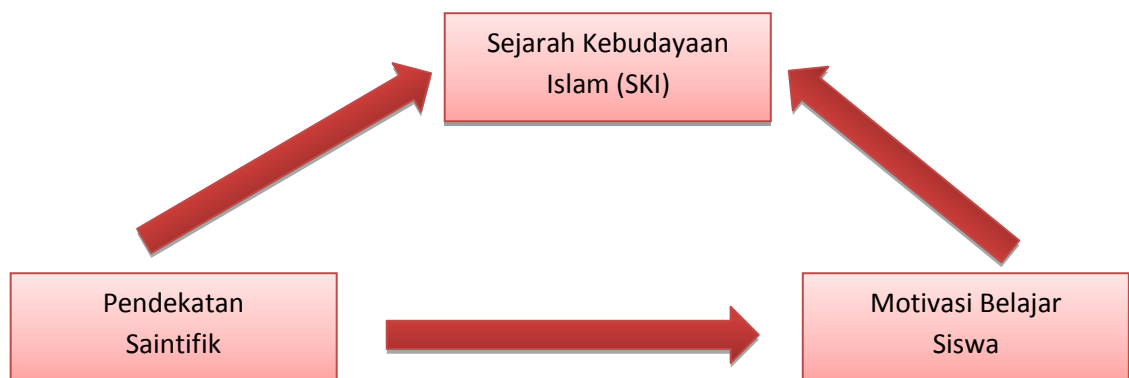 Sejarah Kebudayaan
Islam (SKI)
Pendekatan
Saintifik
Motivasi Belajar
Siswa